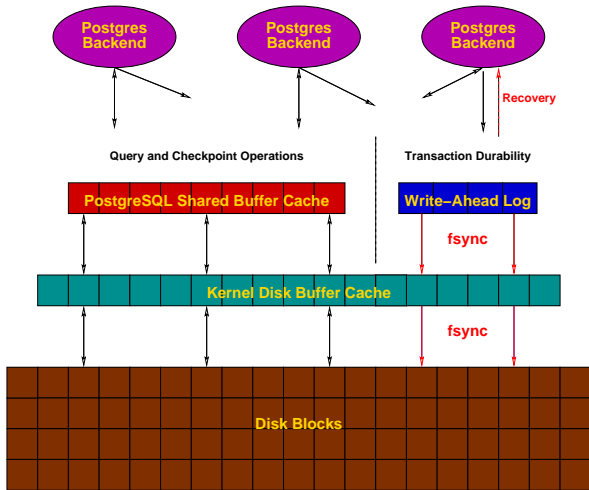 Postgres
Backend
Postgres
Backend
Postgres
Backend
Recovery
Query and Checkpoint Operations
Transaction Durability
PostgreSQL Shared Buffer Cache
Write−Ahead Log
fsync
Kernel Disk Buffer Cache
fsync
Disk Blocks